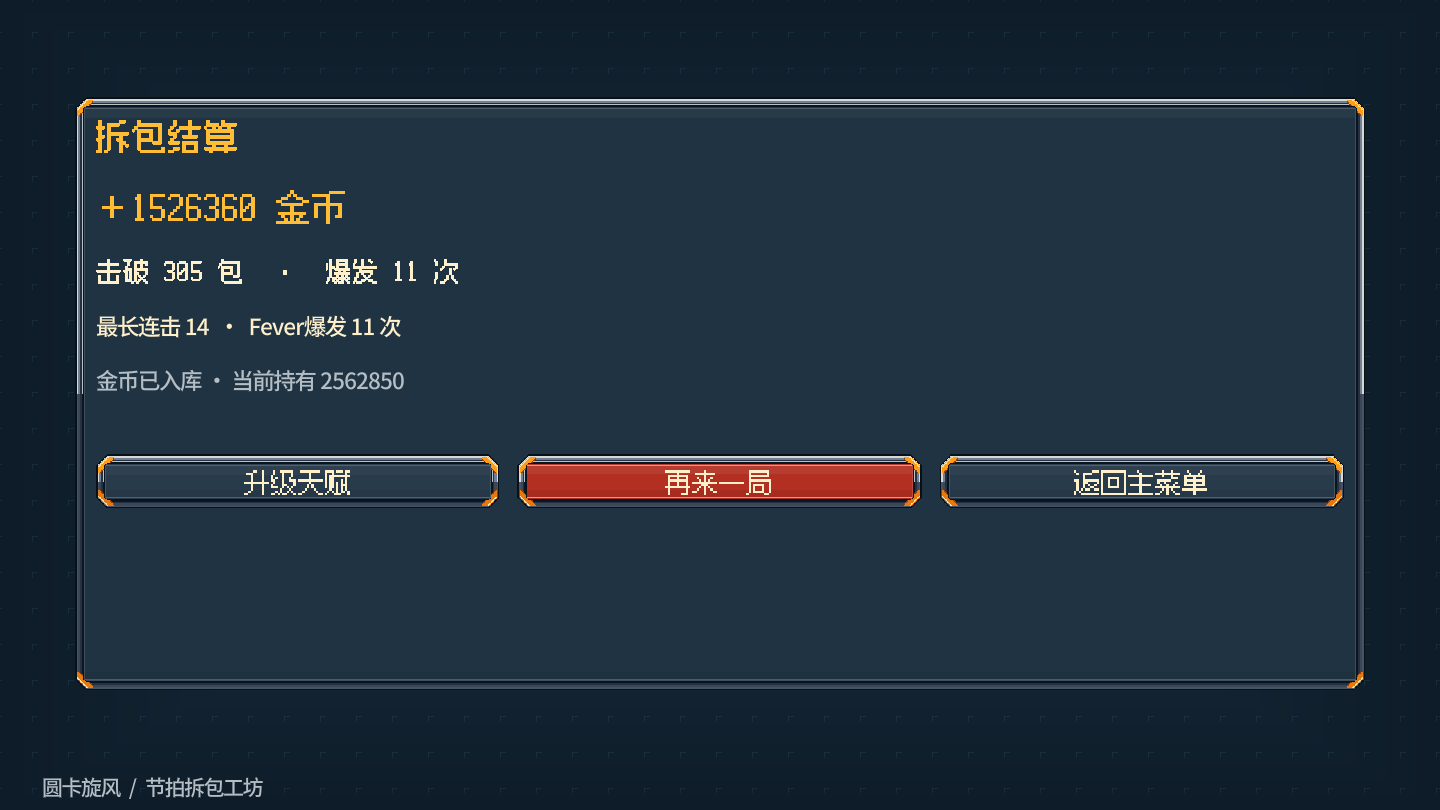 拆包结算
＋1526360 金币
击破 305 包 · 爆发 11 次
最长连击 14 · Fever爆发 11 次
金币已入库 · 当前持有 2562850
升级天赋 再来一局 返回主菜单
圆卡旋风 / 节拍拆包工坊